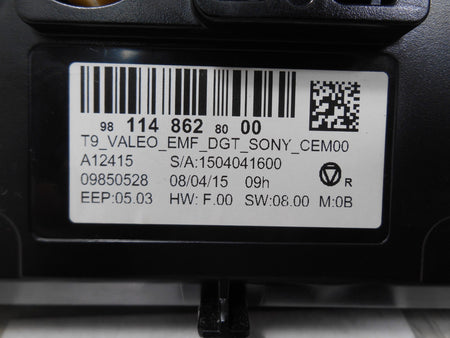 98 114 862 80 00
T9_VALEO_EMF_DGT_SONY_CEM00
A12415 S/A:1504041600
09850528 08/04/15 09h R
EEP:05.03 HW: F.00 SW:08.00 M:0B